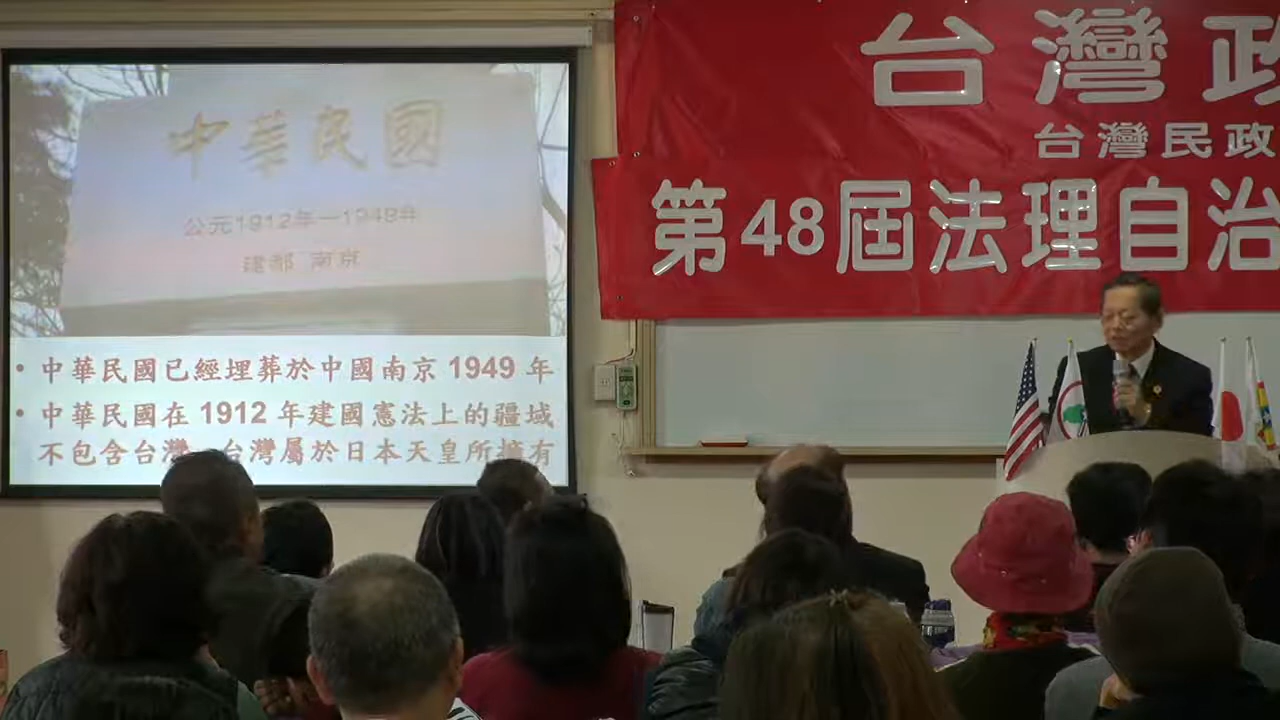 中華民國
公元1912年—1949年
建都 南京
• 中華民國已經埋葬於中國南京 1949 年
• 中華民國在 1912 年建國憲法上的疆域
不包含台灣 台灣屬於日本天皇所擁有
台灣政
台灣民政
第48屆法理自治